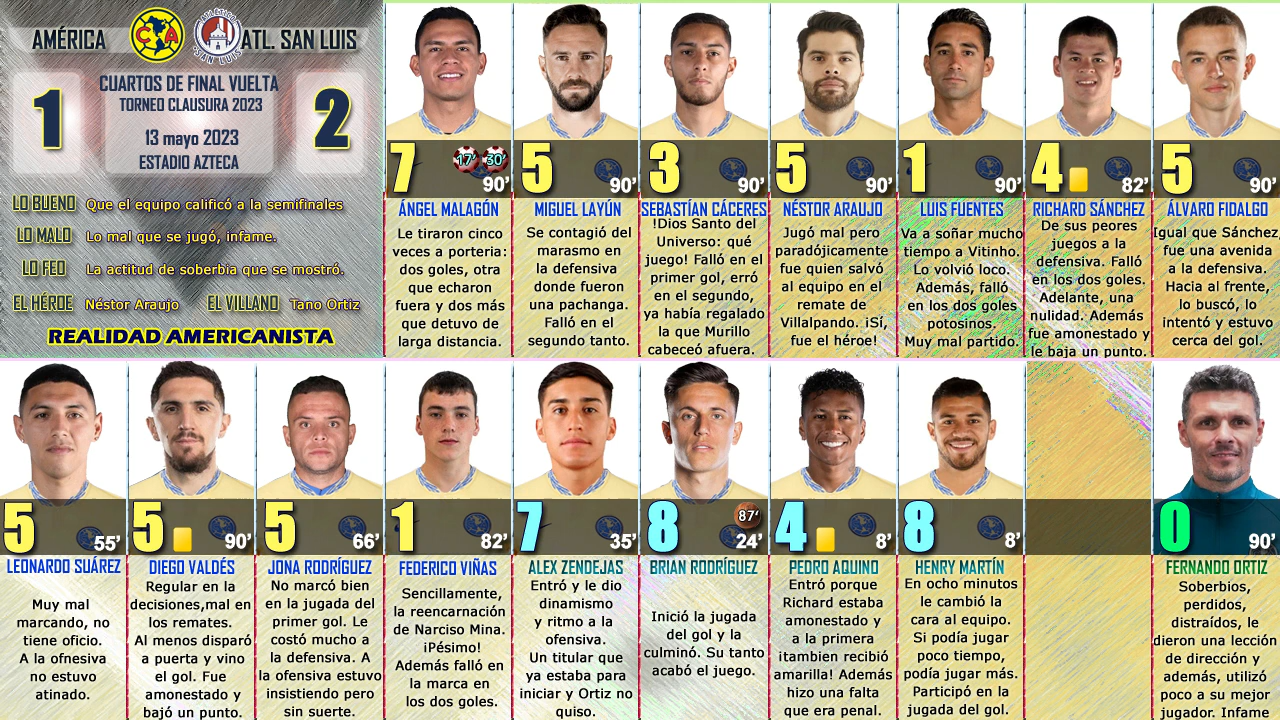 AMÉRICA
CA
ATLÉTICO
SAN LUIS
ATL. SAN LUIS
1
CUARTOS DE FINAL VUELTA
TORNEO CLAUSURA 2023
13 mayo 2023
ESTADIO AZTECA
2
LO BUENO Que el equipo calificó a la semifinales
LO MALO Lo mal que se jugó, infame.
LO FEO La actitud de soberbia que se mostró.
EL HÉROE Néstor Araujo EL VILLANO Tano Ortiz
REALIDAD AMERICANISTA
7 17' 30' 90'
ÁNGEL MALAGÓN
Le tiraron cinco
veces a porteria:
dos goles, otra
que echaron
fuera y dos más
que detuvo de
larga distancia.
5 90'
MIGUEL LAYÚN
Se contagió del
marasmo en
la defensiva
donde fueron
una pachanga.
Falló en el
segundo tanto.
3 90'
SEBASTÍAN CÁCERES
!Dios Santo del
Universo: qué
juego! Falló en el
primer gol, erró
en el segundo,
ya había regalado
la que Murillo
cabeceó afuera.
5 90'
NÉSTOR ARAUJO
Jugó mal pero
paradójicamente
fue quien salvó
al equipo en el
remate de
Villalpando. ¡Sí,
fue el héroe!
1 90'
LUIS FUENTES
Va a soñar mucho
tiempo a Vitinho.
Lo volvió loco.
Además, falló
en los dos goles
potosinos.
Muy mal partido.
4 82'
RICHARD SÁNCHEZ
De sus peores
juegos a la
defensiva. Falló
en los dos goles.
Adelante, una
nulidad. Además
fue amonestado y
le baja un punto.
5 90'
ÁLVARO FIDALGO
Igual que Sánchez,
fue una avenida
a la defensiva.
Hacia al frente,
lo buscó, lo
intentó y estuvo
cerca del gol.
5 55'
LEONARDO SUÁREZ
Muy mal
marcando, no
tiene oficio.
A la ofnesiva
no estuvo
atinado.
5 90'
DIEGO VALDÉS
Regular en la
decisiones,mal en
los remates.
Al menos disparó
a puerta y vino
el gol. Fue
amonestado y
bajó un punto.
5 66'
JONA RODRÍGUEZ
No marcó bien
en la jugada del
primer gol. Le
costó mucho a
la defensiva. A
la ofensiva estuvo
insistiendo pero
sin suerte.
1 82'
FEDERICO VIÑAS
Sencillamente,
la reencarnación
de Narciso Mina.
¡Pésimo!
Además falló en
la marca en
los dos goles.
7 35'
ALEX ZENDEJAS
Entró y le dio
dinamismo
y ritmo a la
ofensiva.
Un titular que
ya estaba para
iniciar y Ortiz no
quiso.
8 87' 24'
BRIAN RODRÍGUEZ
Inició la jugada
del gol y la
culminó. Su tanto
acabó el juego.
4 8'
PEDRO AQUINO
Entró porque
Richard estaba
amonestado y
a la primera
¡tambien recibió
amarilla! Además
hizo una falta
que era penal.
8 8'
HENRY MARTÍN
En ocho minutos
le cambió la
cara al equipo.
Si podía jugar
poco tiempo,
podía jugar más.
Participó en la
jugada del gol.
0 90'
FERNANDO ORTIZ
Soberbios,
perdidos,
distraídos, le
dieron una lección
de dirección y
además, utilizó
poco a su mejor
jugador. Infame